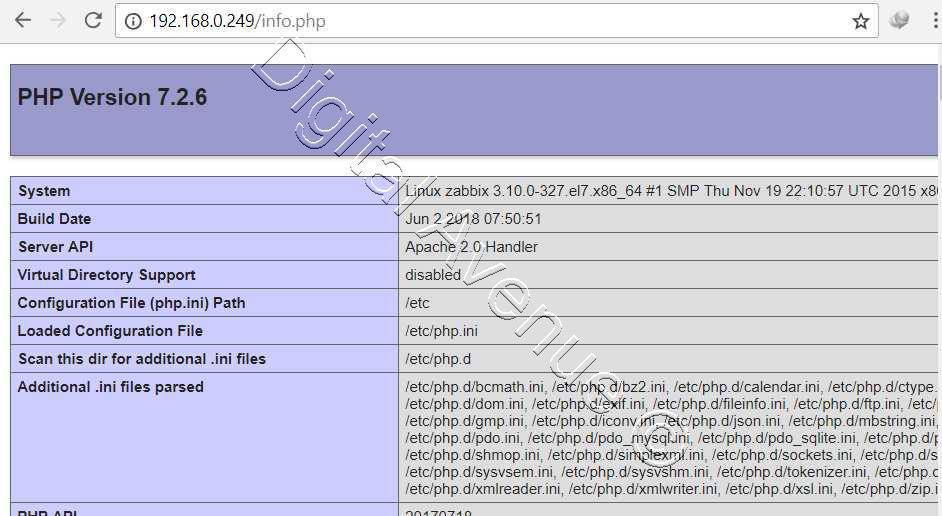 192.168.0.249/info.php
PHP Version 7.2.6
System Linux zabbix 3.10.0-327.el7.x86_64 #1 SMP Thu Nov 19 22:10:57 UTC 2015 x8
Build Date Jun 2 2018 07:50:51
Server API Apache 2.0 Handler
Virtual Directory Support disabled
Configuration File (php.ini) Path /etc
Loaded Configuration File /etc/php.ini
Scan this dir for additional .ini files /etc/php.d
Additional .ini files parsed /etc/php.d/bcmath.ini, /etc/php.d/bz2.ini, /etc/php.d/calendar.ini, /etc/php.d/ctype.
/etc/php.d/dom.ini, /etc/php.d/exif.ini, /etc/php.d/fileinfo.ini, /etc/php.d/ftp.ini, /etc/p
/etc/php.d/gmp.ini, /etc/php.d/iconv.ini, /etc/php.d/json.ini, /etc/php.d/mbstring.ini,
/etc/php.d/pdo.ini, /etc/php.d/pdo_mysql.ini, /etc/php.d/pdo_sqlite.ini, /etc/php.d/p
/etc/php.d/shmop.ini, /etc/php.d/simplexml.ini, /etc/php.d/sockets.ini, /etc/php.d/s
/etc/php.d/sysvsem.ini, /etc/php.d/sysvshm.ini, /etc/php.d/tokenizer.ini, /etc/php.d
/etc/php.d/xmlreader.ini, /etc/php.d/xmlwriter.ini, /etc/php.d/xsl.ini, /etc/php.d/zip.i
PHP API 20170718
Digital Avenue ©